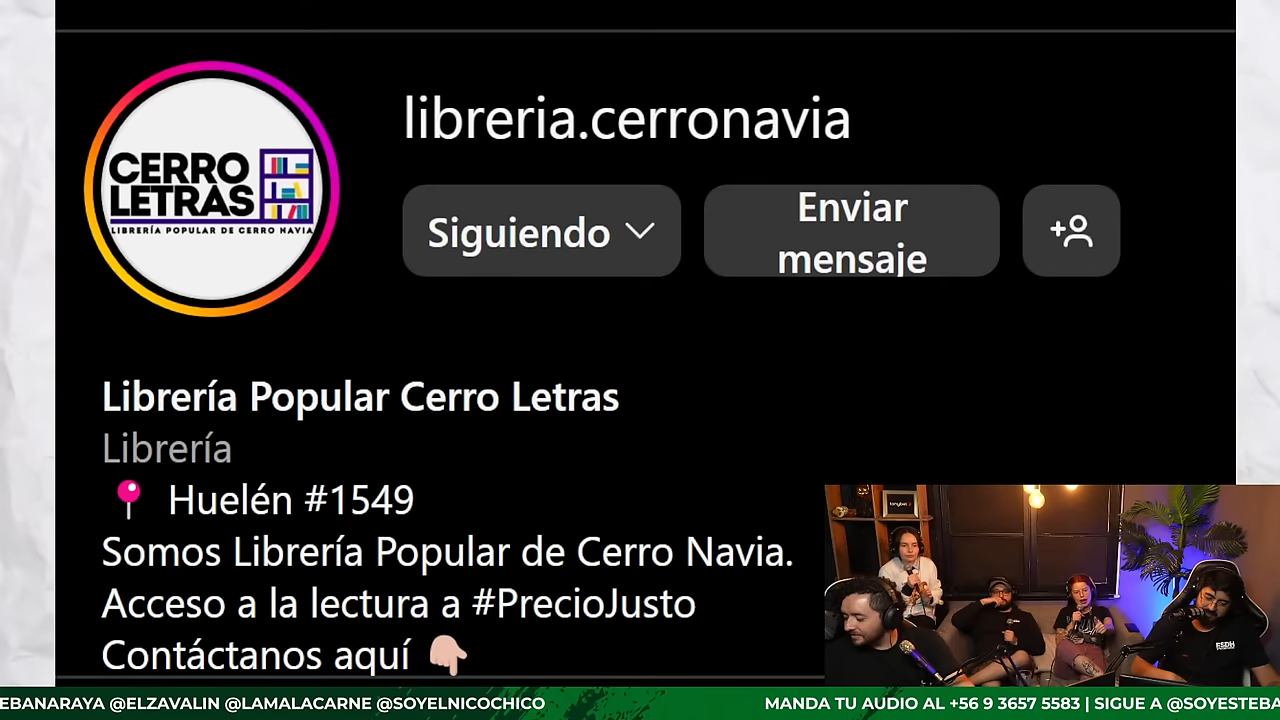 libreria.cerronavia
CERRO
LETRAS
LIBRERÍA POPULAR DE CERRO NAVIA
Siguiendo
Enviar
mensaje
Librería Popular Cerro Letras
Librería
Huelén #1549
Somos Librería Popular de Cerro Navia.
Acceso a la lectura a #PrecioJusto
Contáctanos aquí
ESDH
EBANARAYA @ELZAVALIN @LAMALACARNE @SOYELNICOCHICO
MANDA TU AUDIO AL +56 9 3657 5583 | SIGUE A @SOYESTEBA